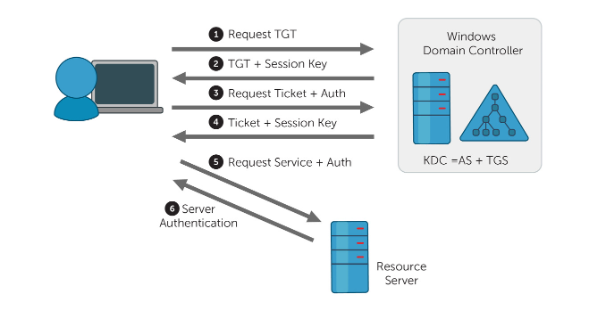 1 Request TGT
2 TGT + Session Key
3 Request Ticket + Auth
4 Ticket + Session Key
5 Request Service + Auth
6 Server
Authentication
Windows
Domain Controller
KDC =AS + TGS
Resource
Server